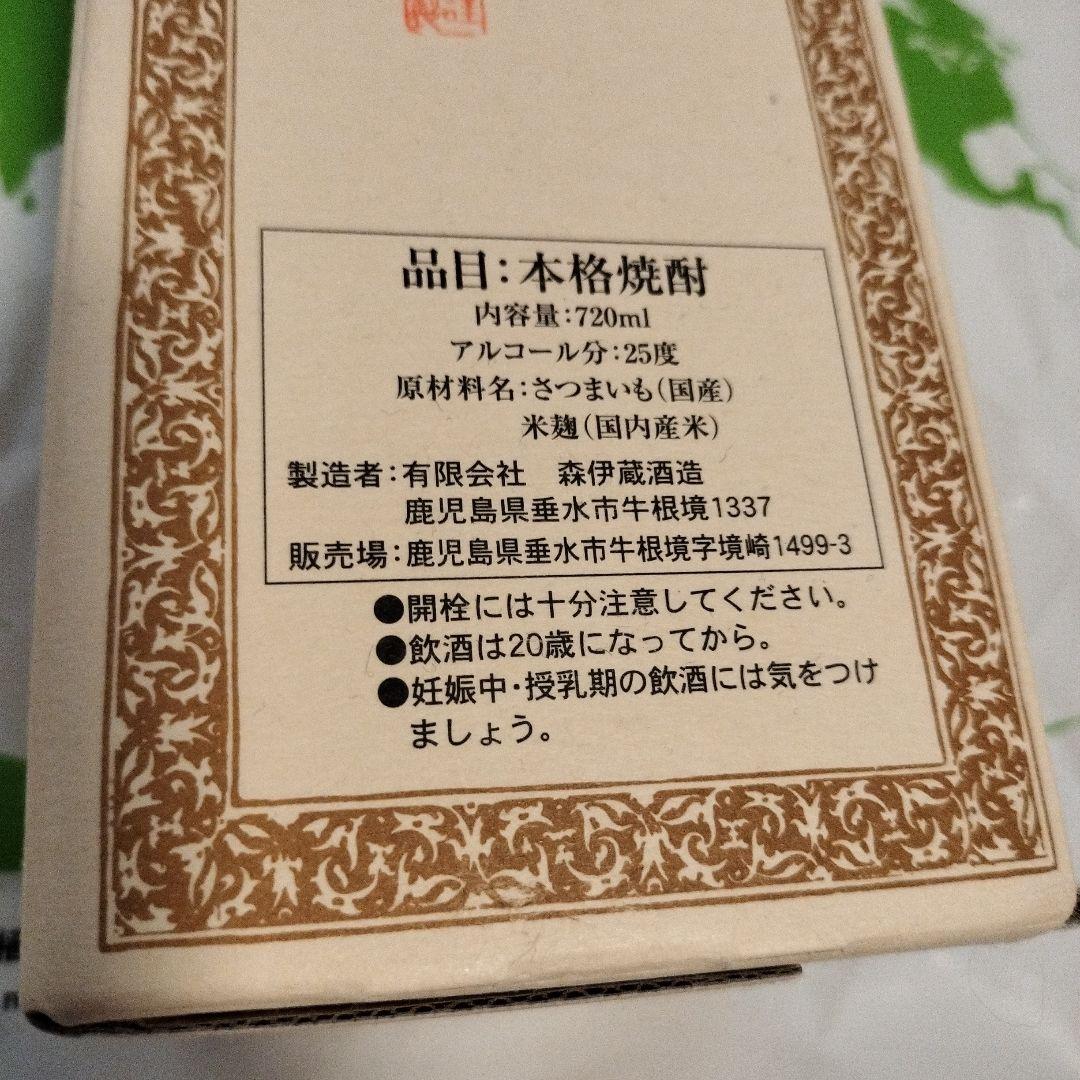 品目：本格焼酎
内容量：720ml
アルコール分：25度
原材料名：さつまいも（国産）
米麹（国内産米）
製造者：有限会社　森伊蔵酒造
鹿児島県垂水市牛根境1337
販売場：鹿児島県垂水市牛根境字境崎1499-3
●開栓には十分注意してください。
●飲酒は20歳になってから。
●妊娠中・授乳期の飲酒には気をつけ
ましょう。